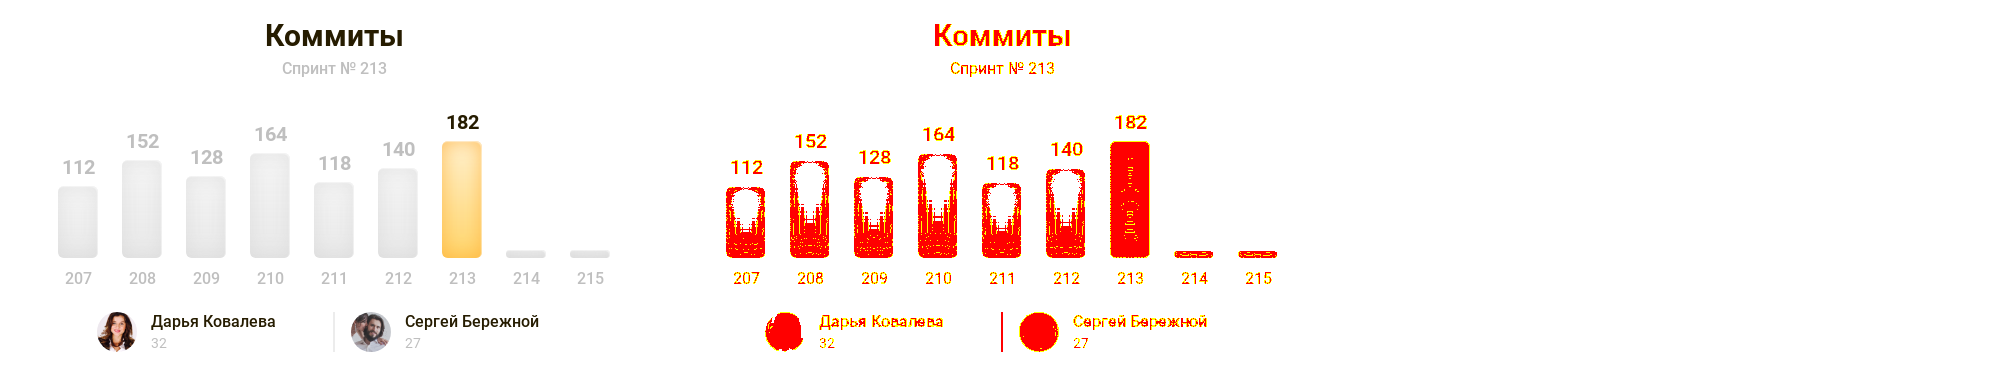 Коммиты
Спринт № 213
112 152 128 164 118 140 182
207 208 209 210 211 212 213 214 215
Дарья Ковалева
32
Сергей Бережной
27
Коммиты
Спринт № 213
112 152 128 164 118 140 182
207 208 209 210 211 212 213 214 215
Дарья Ковалева
32
Сергей Бережной
27